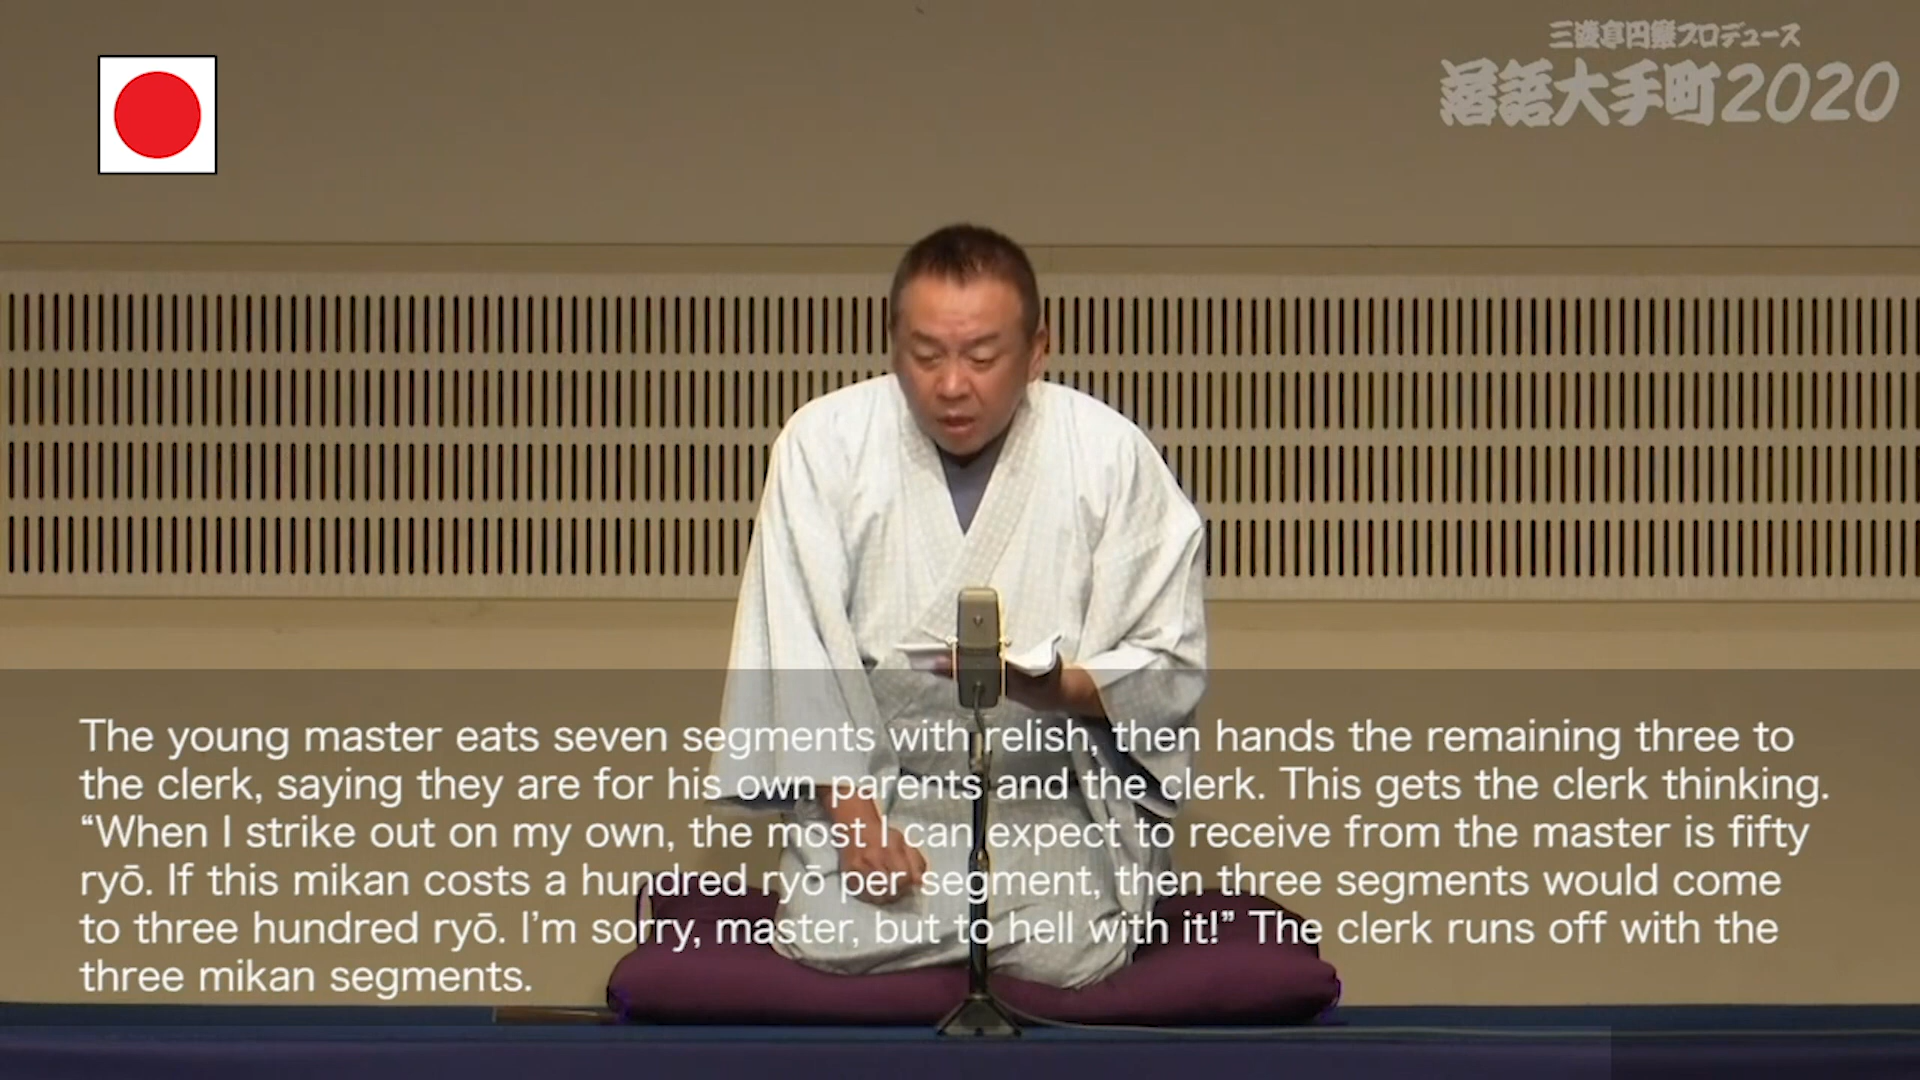 三遊亭円樂プロデュース
落語大手町2020
The young master eats seven segments with relish, then hands the remaining three to
the clerk, saying they are for his own parents and the clerk. This gets the clerk thinking.
“When I strike out on my own, the most I can expect to receive from the master is fifty
ryō. If this mikan costs a hundred ryō per segment, then three segments would come
to three hundred ryō. I’m sorry, master, but to hell with it!” The clerk runs off with the
three mikan segments.